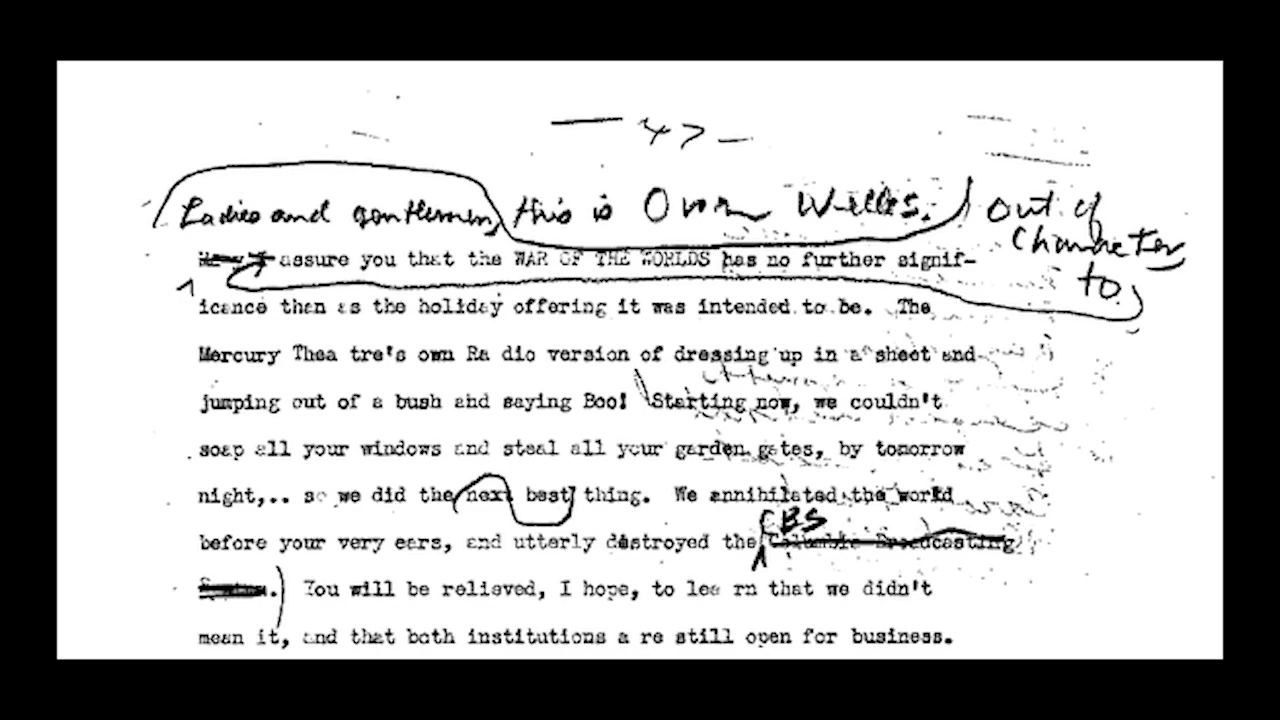 — 47 —
Ladies and gentlemen, this is Orson Welles. out of
Character
to
assure you that the WAR OF THE WORLDS has no further signif-
icance than as the holiday offering it was intended to be. The
Mercury Thea tre's own Ra dio version of dressing up in a sheet and
jumping out of a bush and saying Boo! Starting now, we couldn't
soap all your windows and steal all your garden gates, by tomorrow
night,.. so we did the next best thing. We annihilated the world
CBS
before your very ears, and utterly destroyed the Columbia Broadcasting
You will be relieved, I hope, to lea rn that we didn't
mean it, and that both institutions a re still open for business.